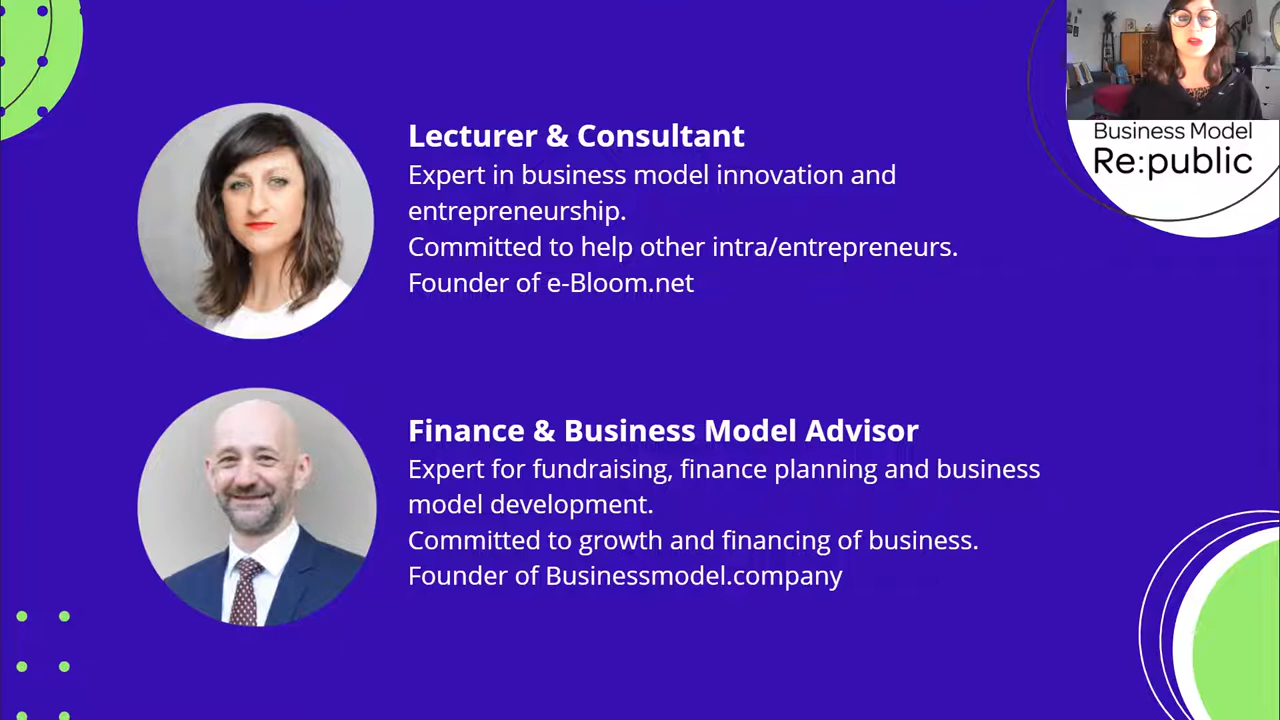 Lecturer & Consultant
Expert in business model innovation and
entrepreneurship.
Committed to help other intra/entrepreneurs.
Founder of e-Bloom.net
Business Model
Re:public
Finance & Business Model Advisor
Expert for fundraising, finance planning and business
model development.
Committed to growth and financing of business.
Founder of Businessmodel.company